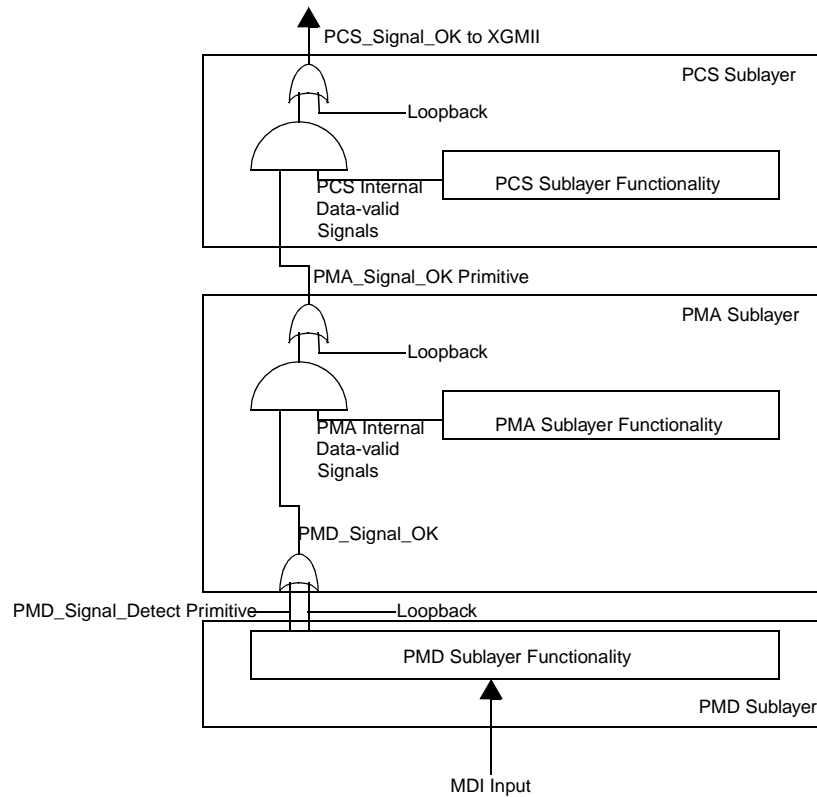 PCS_Signal_OK to XGMII
PCS Sublayer
Loopback
PCS Sublayer Functionality
PCS Internal
Data-valid
Signals
PMA_Signal_OK Primitive
PMA Sublayer
Loopback
PMA Sublayer Functionality
PMA Internal
Data-valid
Signals
PMD_Signal_OK
PMD_Signal_Detect Primitive
Loopback
PMD Sublayer Functionality
PMD Sublayer
MDI Input